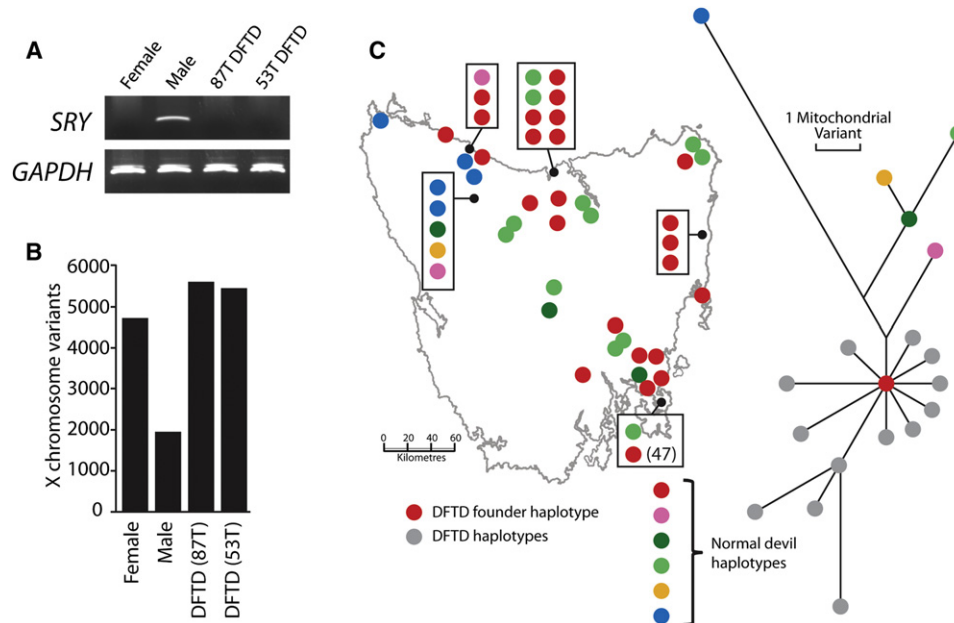 A
Female
Male
87T DFTD
53T DFTD
SRY
GAPDH
B
X chromosome variants
6000
5000
4000
3000
2000
1000
0
Female
Male
DFTD (87T)
DFTD (53T)
C
1 Mitochondrial
Variant
(47)
0 20 40 60
Kilometres
DFTD founder haplotype
DFTD haplotypes
Normal devil
haplotypes